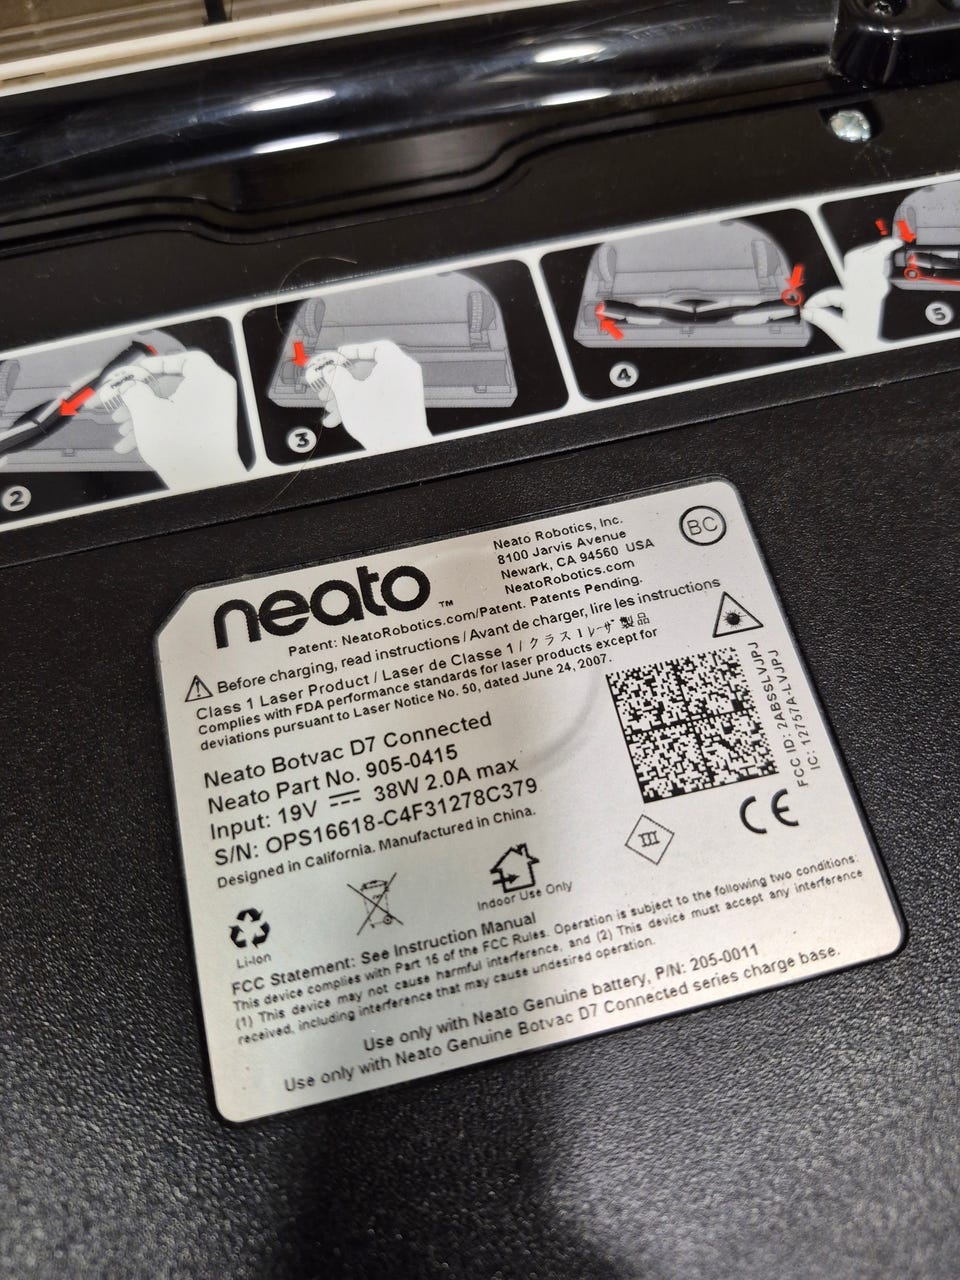 neato
2
3
4
5
neato™
Neato Robotics, Inc.
8100 Jarvis Avenue
Newark, CA 94560 USA
NeatoRobotics.com
BC
Patent: NeatoRobotics.com/Patent. Patents Pending.
Before charging, read instructions / Avant de charger, lire les instructions
Class 1 Laser Product / Laser de Classe 1 / クラス 1 レーザ製品
Complies with FDA performance standards for laser products except for
deviations pursuant to Laser Notice No. 50, dated June 24, 2007.
Neato Botvac D7 Connected
Neato Part No. 905-0415
Input: 19V ⎓ 38W 2.0A max
S/N: OPS16618-C4F31278C379
Designed in California. Manufactured in China.
FCC ID: 2ABSSLVJPJ
IC: 12757A-LVJPJ
III
CE
Li-Ion
Indoor Use Only
FCC Statement: See Instruction Manual
This device complies with Part 15 of the FCC Rules. Operation is subject to the following two conditions:
(1) This device may not cause harmful interference, and (2) This device must accept any interference
received, including interference that may cause undesired operation.
Use only with Neato Genuine battery, P/N: 205-0011
Use only with Neato Genuine Botvac D7 Connected series charge base.